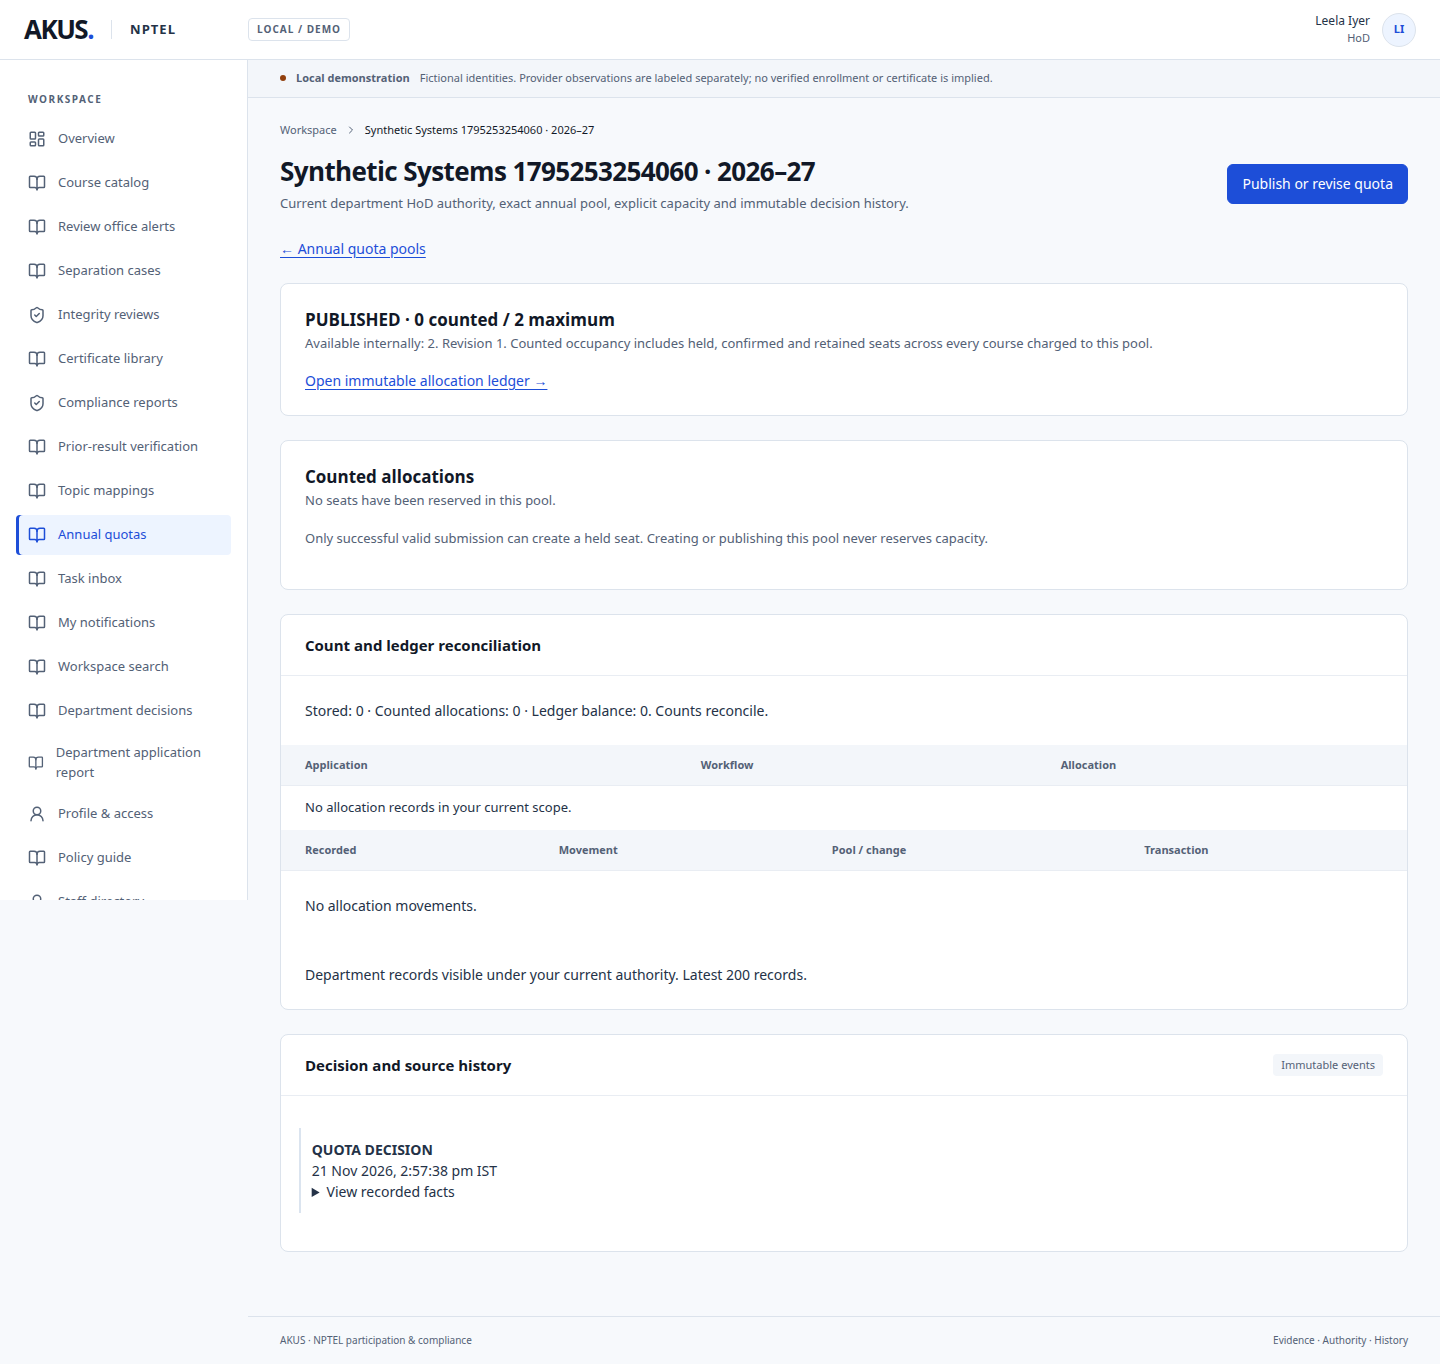 AKUS.
NPTEL
LOCAL / DEMO
Leela Iyer
HoD
LI
WORKSPACE
Overview
Course catalog
Review office alerts
Separation cases
Integrity reviews
Certificate library
Compliance reports
Prior-result verification
Topic mappings
Annual quotas
Task inbox
My notifications
Workspace search
Department decisions
Department application
report
Profile & access
Policy guide
Staff directory
Local demonstration Fictional identities. Provider observations are labeled separately; no verified enrollment or certificate is implied.
Workspace > Synthetic Systems 1795253254060 · 2026–27
Synthetic Systems 1795253254060 · 2026–27
Publish or revise quota
Current department HoD authority, exact annual pool, explicit capacity and immutable decision history.
← Annual quota pools
PUBLISHED · 0 counted / 2 maximum
Available internally: 2. Revision 1. Counted occupancy includes held, confirmed and retained seats across every course charged to this pool.
Open immutable allocation ledger →
Counted allocations
No seats have been reserved in this pool.
Only successful valid submission can create a held seat. Creating or publishing this pool never reserves capacity.
Count and ledger reconciliation
Stored: 0 · Counted allocations: 0 · Ledger balance: 0. Counts reconcile.
Application Workflow Allocation
No allocation records in your current scope.
Recorded Movement Pool / change Transaction
No allocation movements.
Department records visible under your current authority. Latest 200 records.
Decision and source history
Immutable events
QUOTA DECISION
21 Nov 2026, 2:57:38 pm IST
▶ View recorded facts
AKUS · NPTEL participation & compliance
Evidence · Authority · History